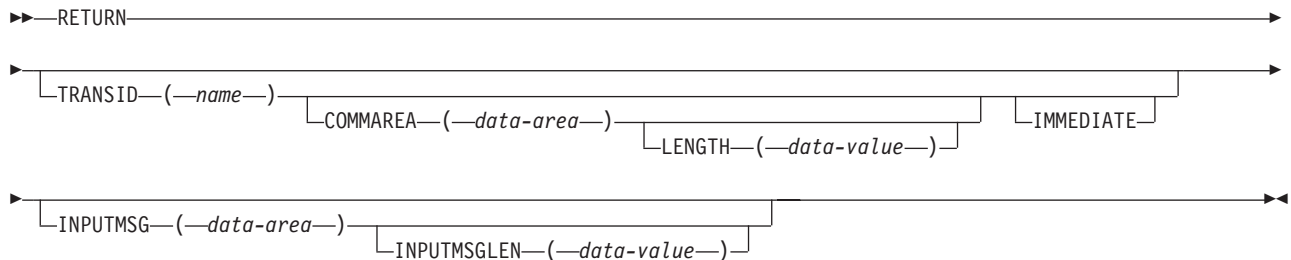 RETURN
TRANSID ( name )
COMMAREA ( data-area )
LENGTH ( data-value )
IMMEDIATE
INPUTMSG ( data-area )
INPUTMSGLEN ( data-value )